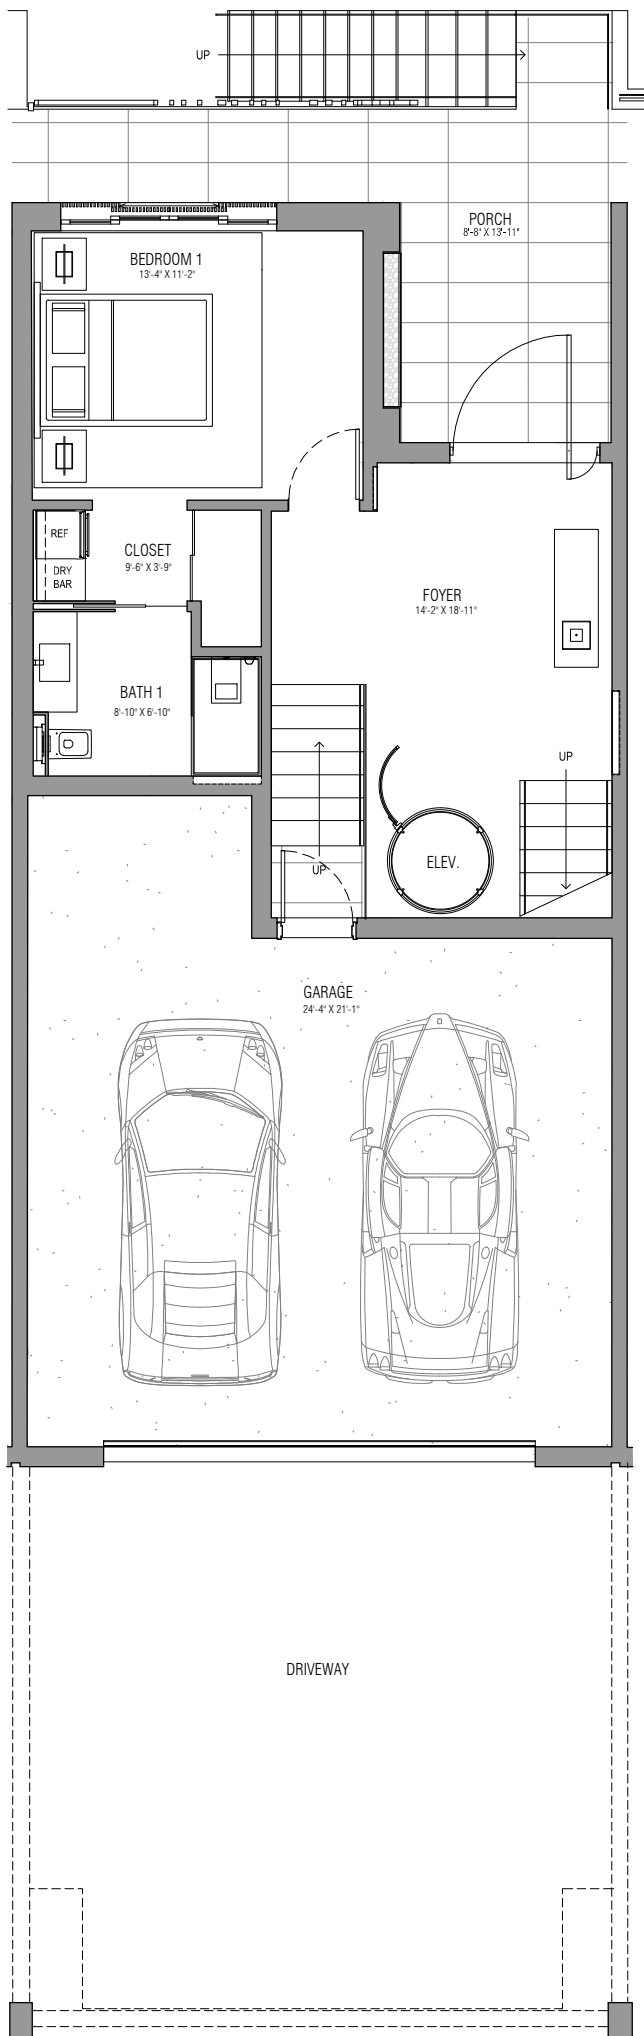 UP
PORCH
8'-8" X 13'-11"
BEDROOM 1
13'-4" X 11'-2"
REF
DRY
BAR
CLOSET
9'-6" X 3'-9"
FOYER
14'-2" X 18'-11"
BATH 1
8'-10" X 6'-10"
UP
ELEV.
UP
GARAGE
24'-4" X 21'-1"
DRIVEWAY